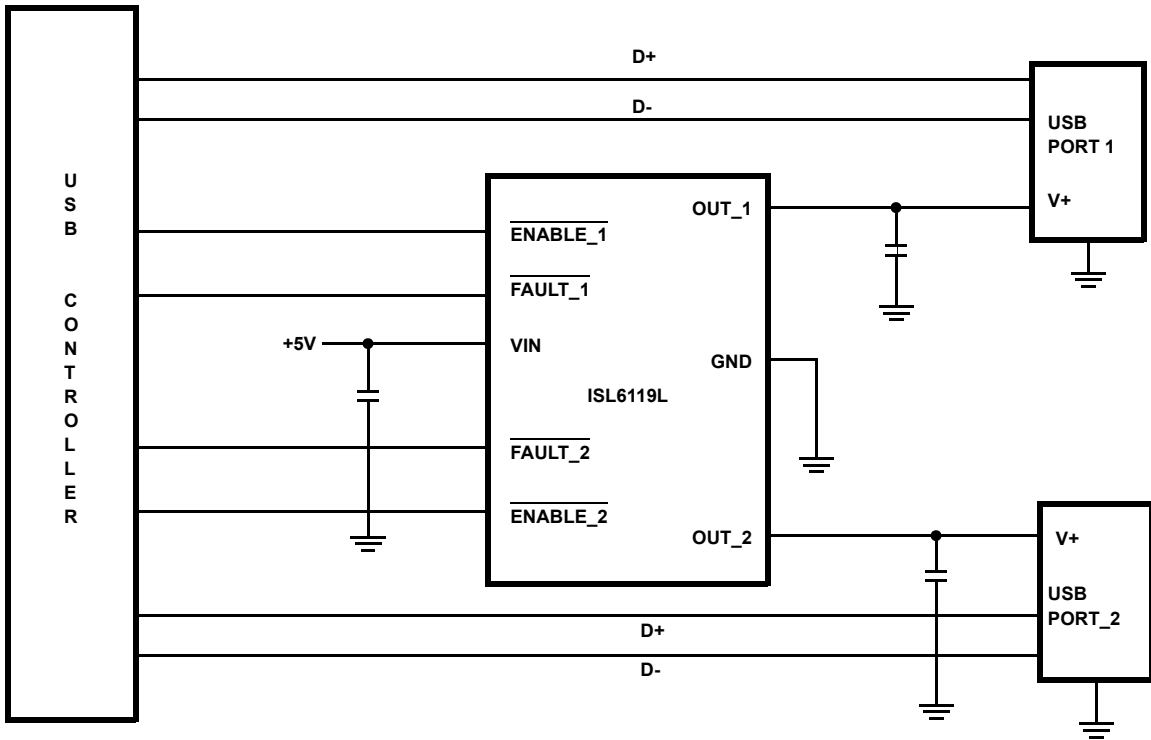 D+
D-
USB
PORT 1
V+
U
S
B
C
O
N
T
R
O
L
L
E
R
OUT_1
ENABLE_1
FAULT_1
+5V
VIN
GND
ISL6119L
FAULT_2
ENABLE_2
OUT_2
V+
USB
PORT_2
D+
D-